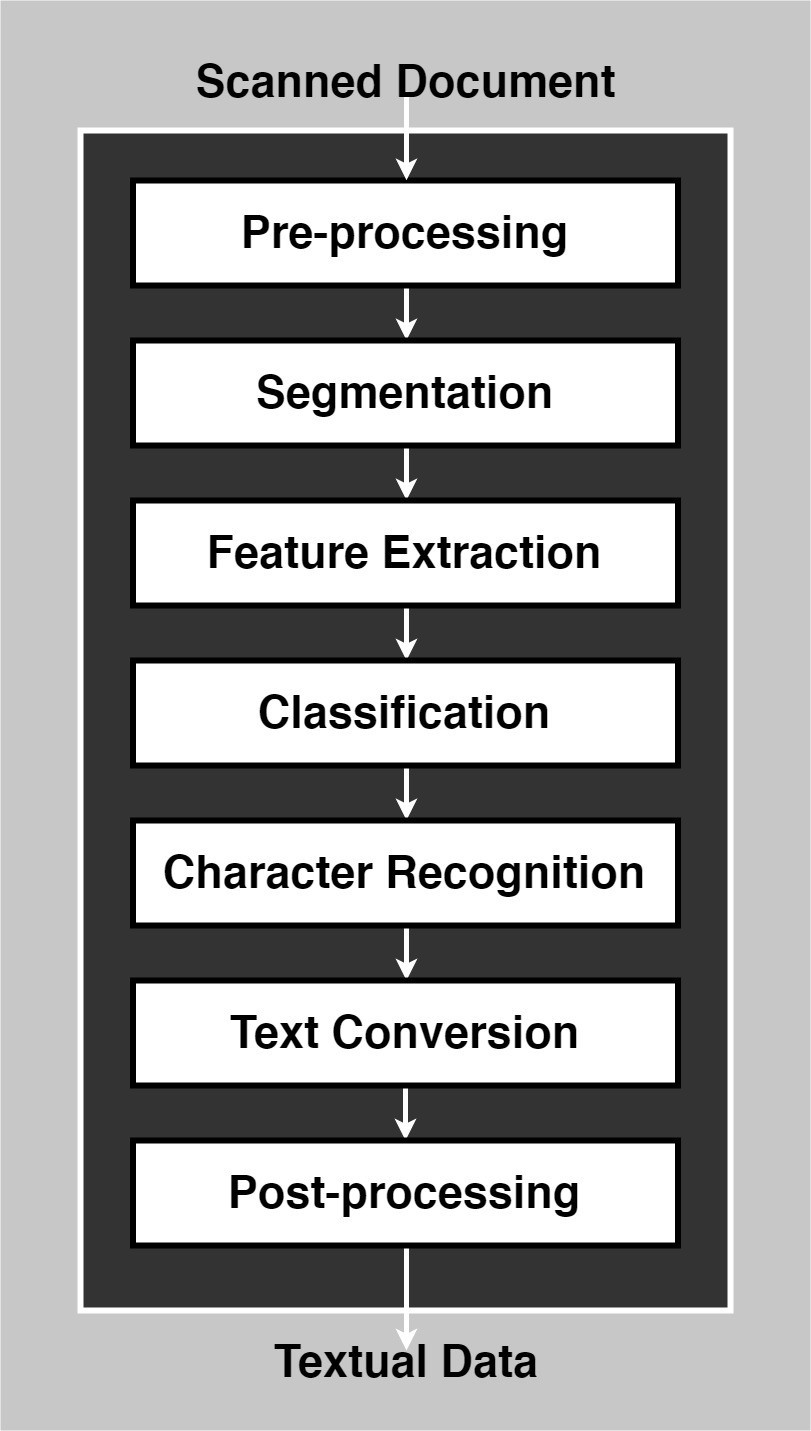 Scanned Document
Pre-processing
Segmentation
Feature Extraction
Classification
Character Recognition
Text Conversion
Post-processing
Textual Data